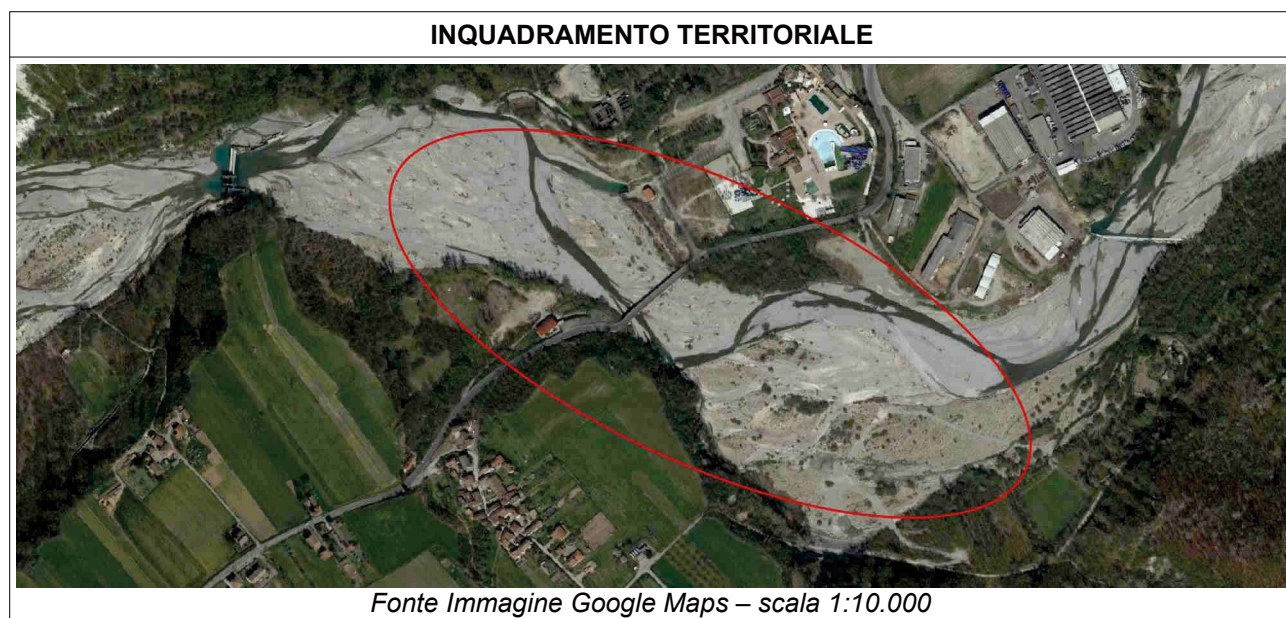 INQUADRAMENTO TERRITORIALE
Fonte Immagine Google Maps – scala 1:10.000